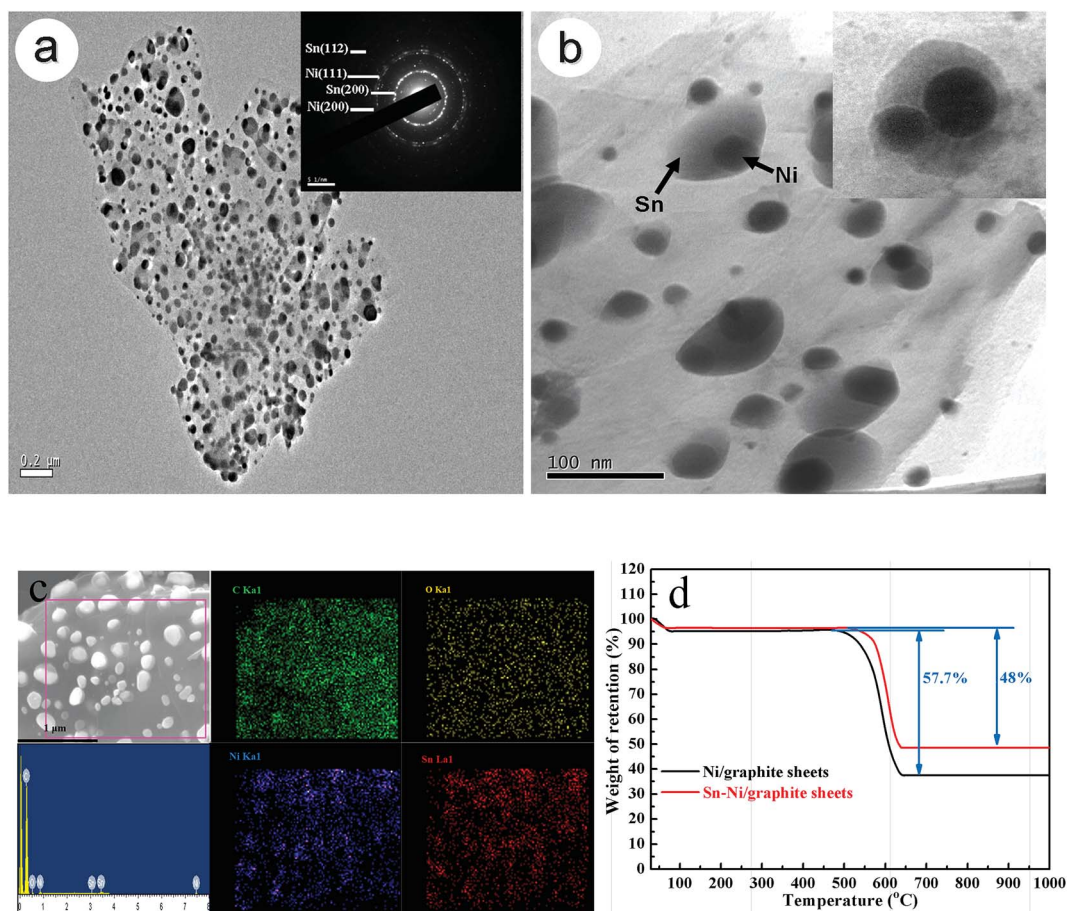 a
Sn(112)
Ni(111)
Sn(200)
Ni(200)
5 1/nm
0.2 µm
b
Sn
Ni
100 nm
c
1 µm
C Ka1
O Ka1
Ni Ka1
Sn La1
0 1 2 3 4 5 6 7 8
d
Weight of retention (%)
120
110
100
90
80
70
60
50
40
30
20
10
0
57.7%
48%
Ni/graphite sheets
Sn-Ni/graphite sheets
100 200 300 400 500 600 700 800 900 1000
Temperature (°C)